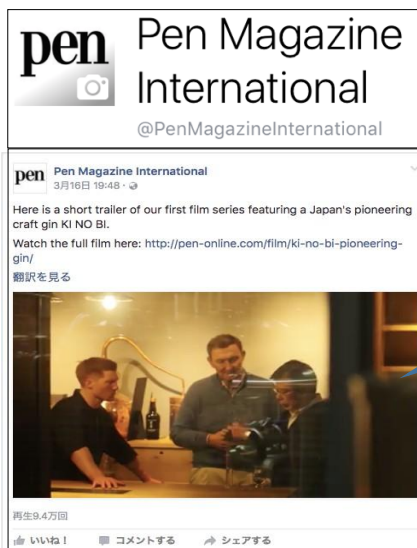 pen
Pen Magazine
International
@PenMagazineInternational
pen
Pen Magazine International
3月16日 19:48 ·
Here is a short trailer of our first film series featuring a Japan's pioneering
craft gin KI NO BI.
Watch the full film here: http://pen-online.com/film/ki-no-bi-pioneering-
gin/
翻訳を見る
再生9.4万回
いいね！ コメントする シェアする